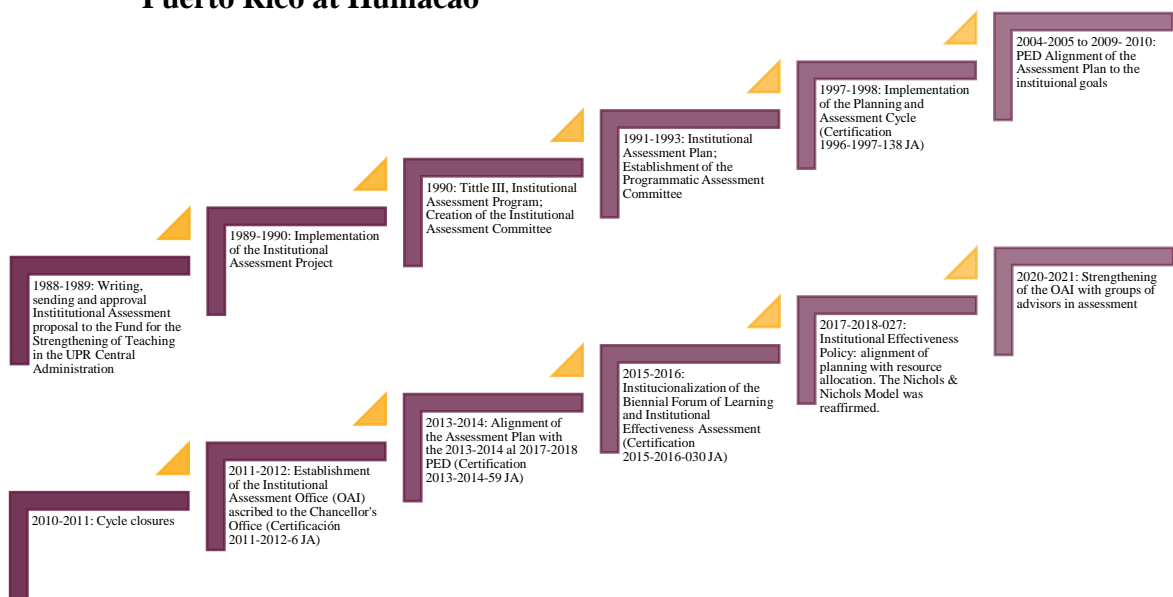 Puerto Rico at Humacao
1988-1989: Writing,
sending and approval
Instititutional Assessment
proposal to the Fund for the
Strengthening of Teaching
in the UPR Central
Administration
1989-1990: Implementation
of the Institutional
Assessment Project
1990: Tittle III, Institutional
Assessment Program;
Creation of the Institutional
Assessment Committee
1991-1993: Institutional
Assessment Plan;
Establishment of the
Programmatic Assessment
Committee
1997-1998: Implementation
of the Planning and
Assessment Cycle
(Certification
1996-1997-138 JA)
2004-2005 to 2009- 2010:
PED Alignment of the
Assessment Plan to the
instituional goals
2010-2011: Cycle closures
2011-2012: Establishment
of the Institutional
Assessment Office (OAI)
ascribed to the Chancellor's
Office (Certificación
2011-2012-6 JA)
2013-2014: Alignment of
the Assessment Plan with
the 2013-2014 al 2017-2018
PED (Certification
2013-2014-59 JA)
2015-2016:
Institucionalization of the
Biennial Forum of Learning
and Institutional
Effectiveness Assessment
(Certification
2015-2016-030 JA)
2017-2018-027:
Institutional Effectiveness
Policy: alignment of
planning with resource
allocation. The Nichols &
Nichols Model was
reaffirmed.
2020-2021: Strengthening
of the OAI with groups of
advisors in assessment